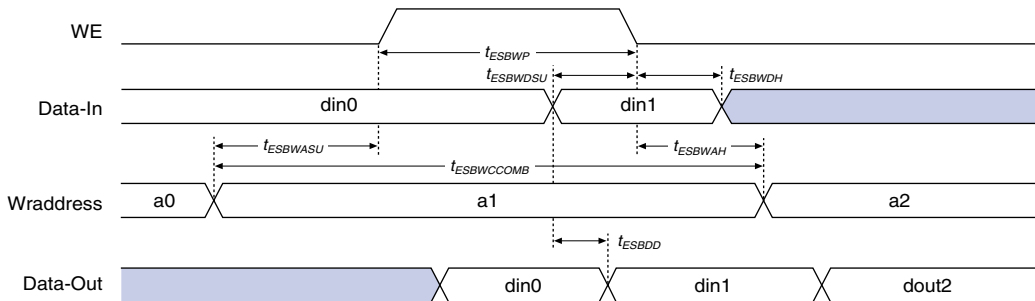 WE
tESBWP
tESBWDSU
tESBWDH
Data-In
din0
din1
tESBWASU
tESBWAH
tESBWCCOMB
Wraddress
a0
a1
a2
tESBDD
Data-Out
din0
din1
dout2